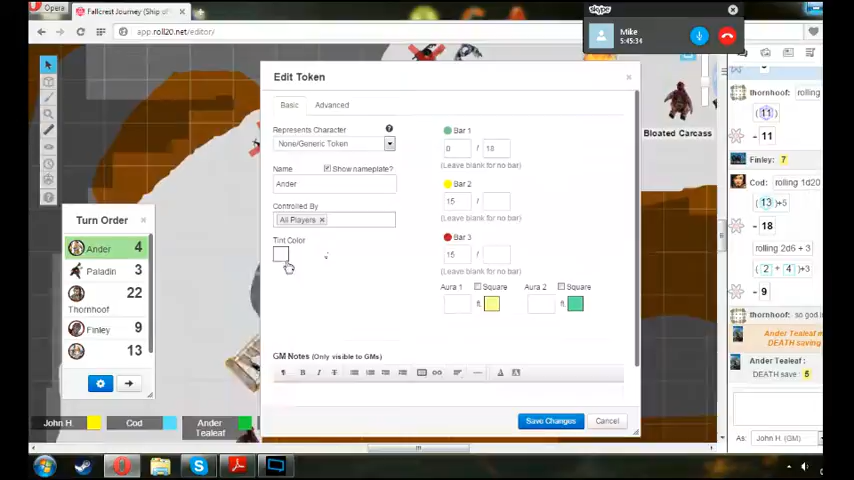 Opera
Fallcrest Journey (Ship of
app.roll20.net/editor/
skype
Mike
5:45:34
Edit Token
Basic
Advanced
Represents Character
None/Generic Token
Name
Show nameplate?
Ander
Controlled By
All Players x
Tint Color
Bar 1
0 / 18
(Leave blank for no bar)
Bar 2
15 /
(Leave blank for no bar)
Bar 3
15 /
(Leave blank for no bar)
Aura 1
Square
ft.
Aura 2
Square
ft.
GM Notes (Only visible to GMs)
Save Changes
Cancel
Turn Order
Ander 4
Paladin 3
22
Thornhoof
Finley 9
13
John H.
Cod
Ander
Tealeaf
Bloated Carcass
thornhoof: rolling
(11)
- 11
Finley: 7
Cod: rolling 1d20
(13)+5
- 18
rolling 2d6 + 3
(2 + 4)+3
- 9
thornhoof: so god
Ander Tealeaf m
DEATH saving
Ander Tealeaf :
DEATH save : 5
As: John H. (GM)